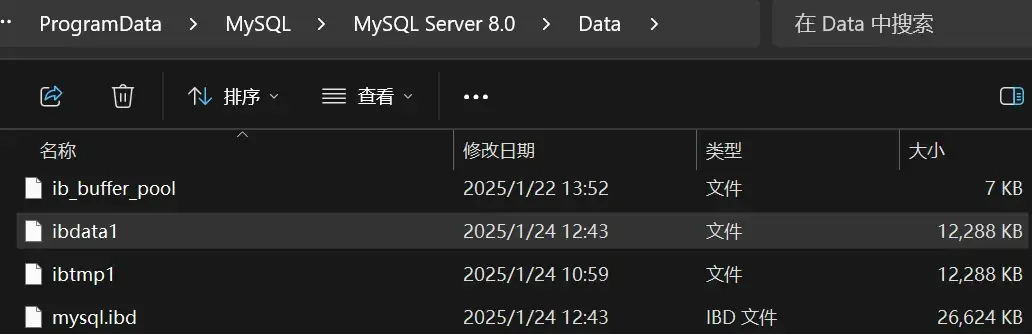 ProgramData > MySQL > MySQL Server 8.0 > Data > 在 Data 中搜索
排序 查看
名称 修改日期 类型 大小
ib_buffer_pool 2025/1/22 13:52 文件 7 KB
ibdata1 2025/1/24 12:43 文件 12,288 KB
ibtmp1 2025/1/24 10:59 文件 12,288 KB
mysql.ibd 2025/1/24 12:43 IBD 文件 26,624 KB